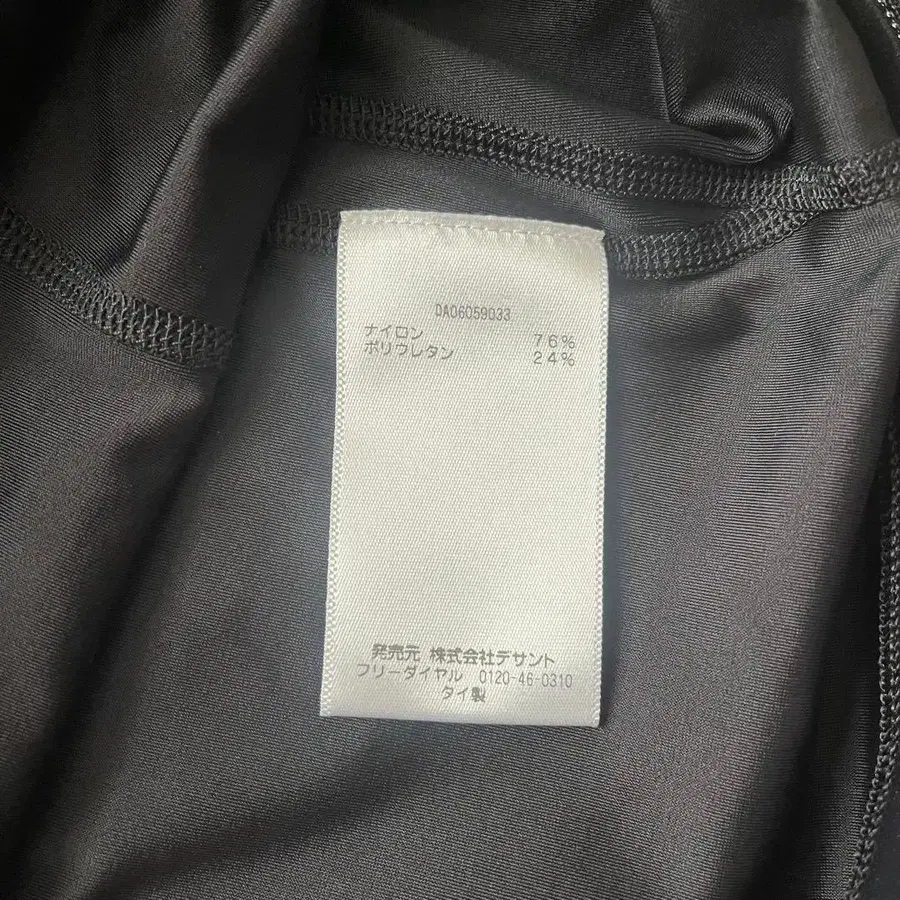 DA06059033
ナイロン 76%
ポリウレタン 24%
発売元 株式会社デサント
フリーダイヤル 0120-46-0310
タイ製